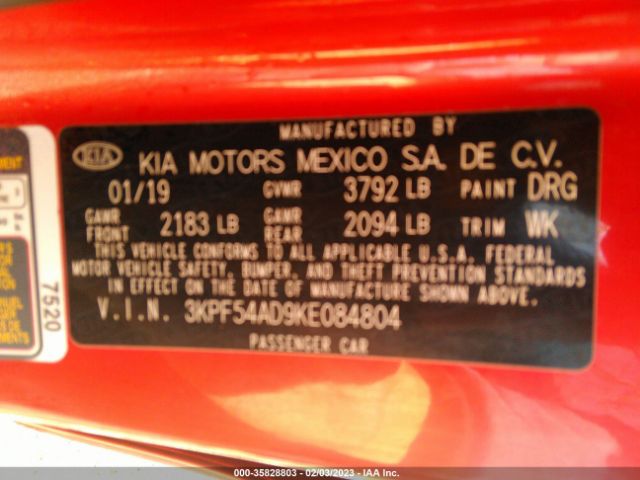 MANUFACTURED BY
KIA KIA MOTORS MEXICO S.A. DE C.V.
01/19 GVWR 3792 LB PAINT DRG
GAWR FRONT 2183 LB GAWR REAR 2094 LB TRIM WK
THIS VEHICLE CONFORMS TO ALL APPLICABLE U.S.A. FEDERAL
MOTOR VEHICLE SAFETY, BUMPER, AND THEFT PREVENTION STANDARDS
IN EFFECT ON THE DATE OF MANUFACTURE SHOWN ABOVE.
V.I.N. 3KPF54AD9KE084804
PASSENGER CAR
7520
000-35828803 - 02/03/2023 - IAA Inc.